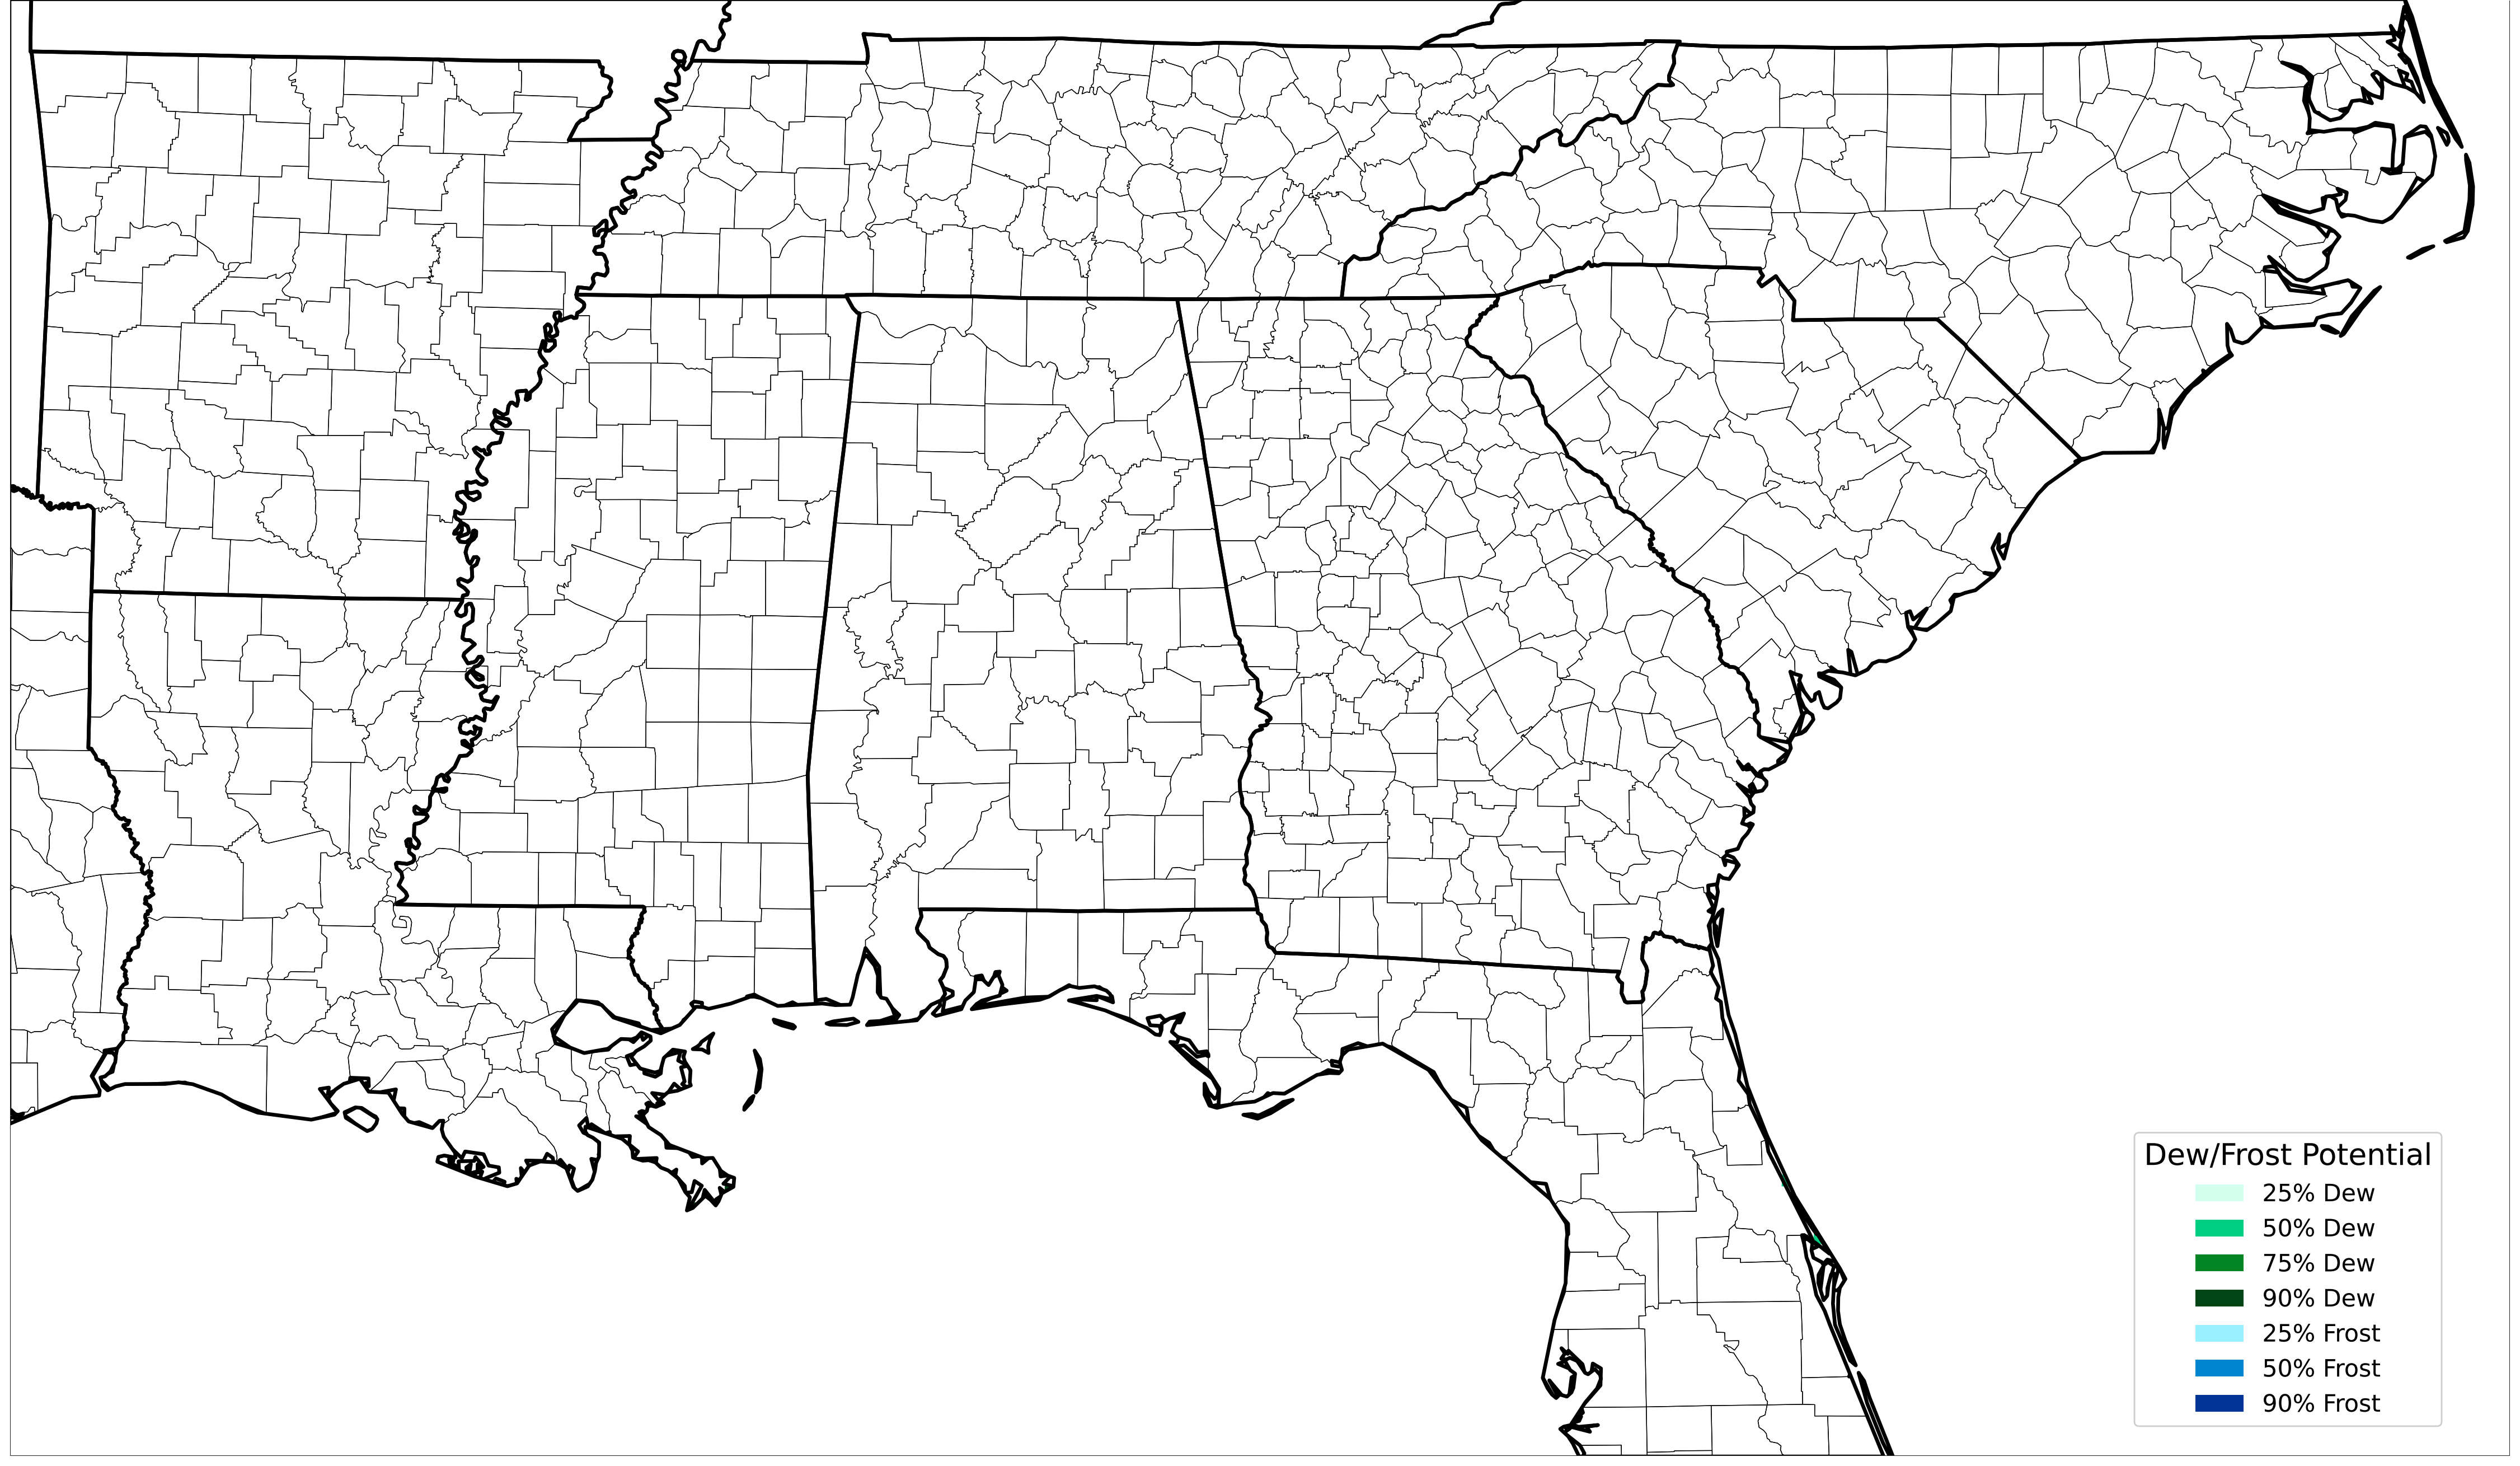 Dew/Frost Potential
25% Dew
50% Dew
75% Dew
90% Dew
25% Frost
50% Frost
90% Frost